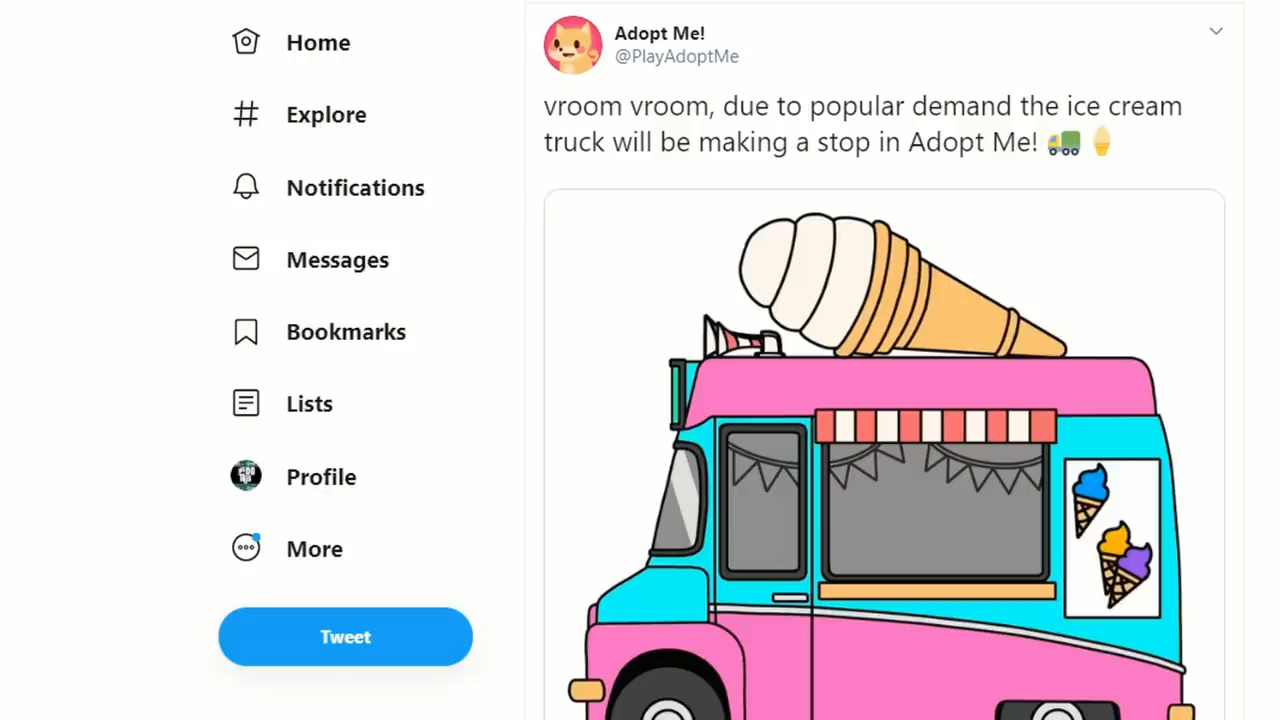 Home
Explore
Notifications
Messages
Bookmarks
Lists
Profile
More
Tweet
Adopt Me!
@PlayAdoptMe
vroom vroom, due to popular demand the ice cream
truck will be making a stop in Adopt Me! 🚛🍦